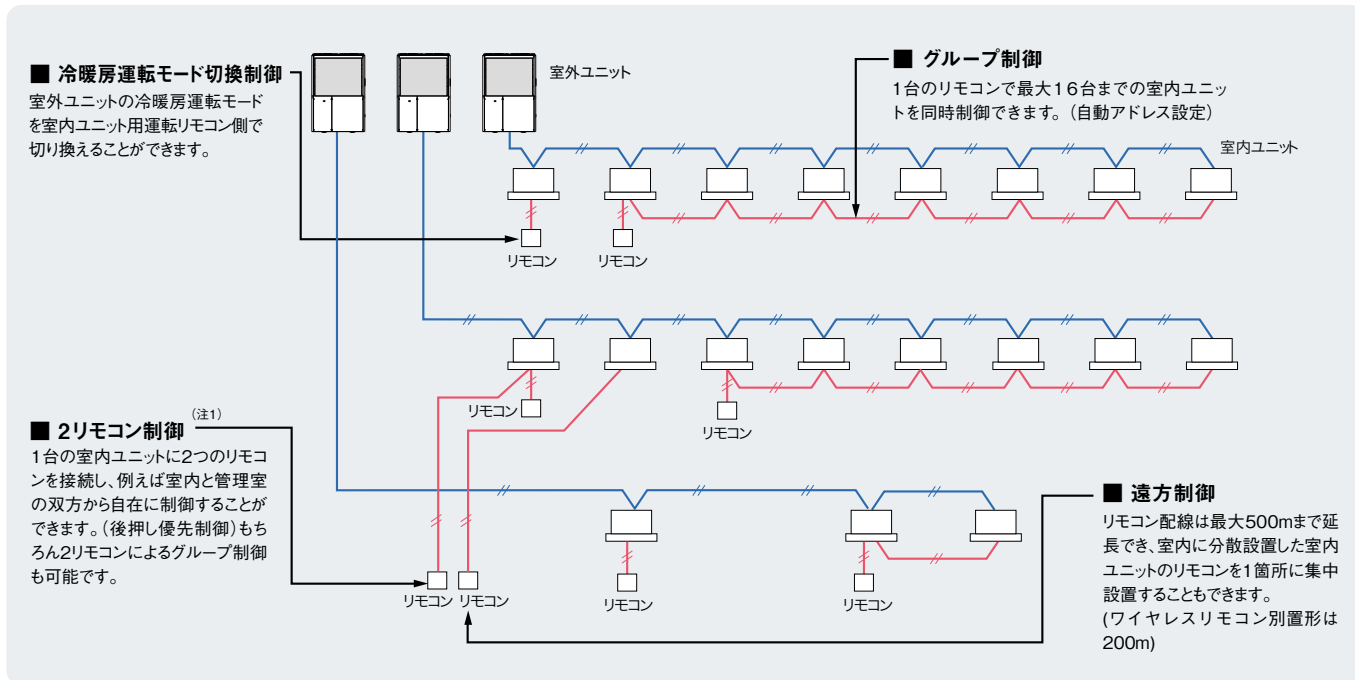 ■ 冷暖房運転モード切換制御
室外ユニットの冷暖房運転モード
を室内ユニット用運転リモコン側で
切り換えることができます。
室外ユニット
■ グループ制御
1台のリモコンで最大16台までの室内ユニッ
トを同時制御できます。(自動アドレス設定)
室内ユニット
リモコン
リモコン
リモコン
リモコン
■ 2リモコン制御(注1)
1台の室内ユニットに2つのリモコ
ンを接続し、例えば室内と管理室
の双方から自在に制御することが
できます。(後押し優先制御)もち
ろん2リモコンによるグループ制御
も可能です。
リモコン
リモコン
リモコン
リモコン
■ 遠方制御
リモコン配線は最大500mまで延
長でき、室内に分散設置した室内
ユニットのリモコンを1箇所に集中
設置することもできます。
(ワイヤレスリモコン別置形は
200m)